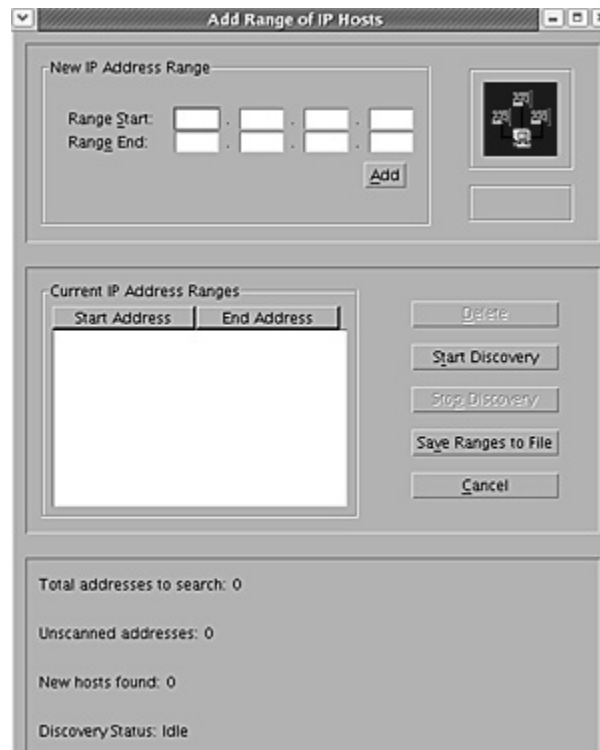 Add Range of IP Hosts
New IP Address Range
Range Start: . . .
Range End: . . .
Add
Current IP Address Ranges
Start Address End Address
Delete
Start Discovery
Stop Discovery
Save Ranges to File
Cancel
Total addresses to search: 0
Unscanned addresses: 0
New hosts found: 0
Discovery Status: Idle